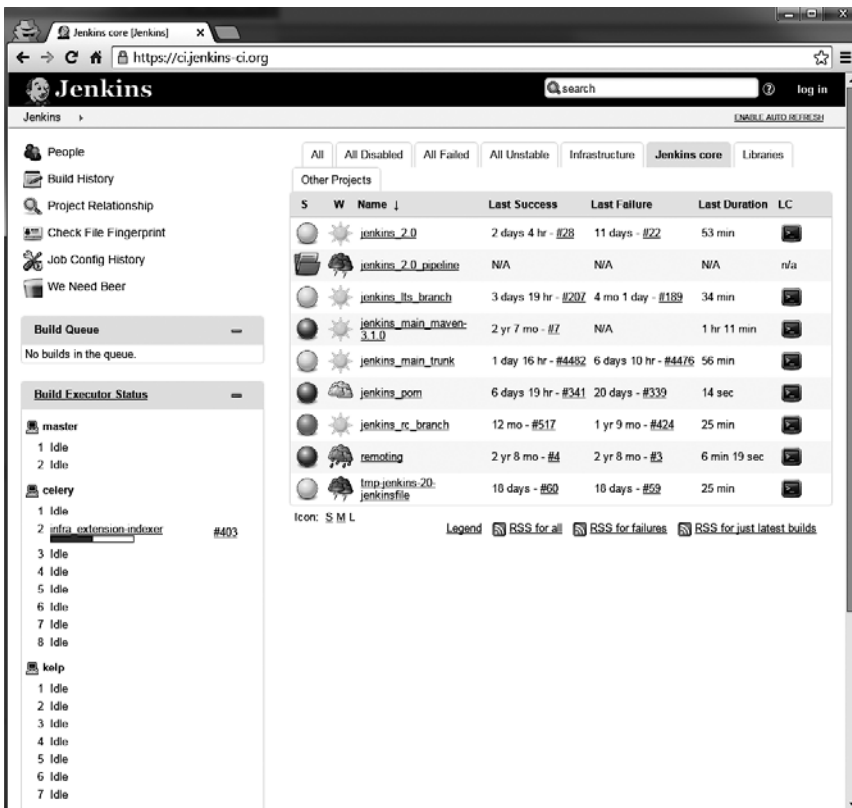 Jenkins core [Jenkins] x
https://ci.jenkins-ci.org
Jenkins
search
log in
Jenkins
ENABLE AUTO REFRESH
People
Build History
Project Relationship
Check File Fingerprint
Job Config History
We Need Beer
Build Queue
No builds in the queue.
Build Executor Status
master
1 Idle
2 Idle
celery
1 Idle
2 infra_extension-indexer #403
3 Idle
4 Idle
5 Idle
6 Idle
7 Idle
8 Idle
kelp
1 Idle
2 Idle
3 Idle
4 Idle
5 Idle
6 Idle
7 Idle
All All Disabled All Failed All Unstable Infrastructure Jenkins core Libraries
Other Projects
S W Name ↓ Last Success Last Failure Last Duration LC
jenkins_2.0 2 days 4 hr - #28 11 days - #22 53 min
jenkins_2.0_pipeline N/A N/A N/A n/a
jenkins_lts_branch 3 days 19 hr - #207 4 mo 1 day - #189 34 min
jenkins_main_maven-
3.1.0 2 yr 7 mo - #7 N/A 1 hr 11 min
jenkins_main_trunk 1 day 16 hr - #4482 6 days 10 hr - #4476 56 min
jenkins_pom 6 days 19 hr - #341 20 days - #339 14 sec
jenkins_rc_branch 12 mo - #517 1 yr 9 mo - #424 25 min
remoting 2 yr 8 mo - #4 2 yr 8 mo - #3 6 min 19 sec
tmp-jenkins-20-
jenkinsfile 18 days - #60 18 days - #59 25 min
Icon: S M L
Legend RSS for all RSS for failures RSS for just latest builds